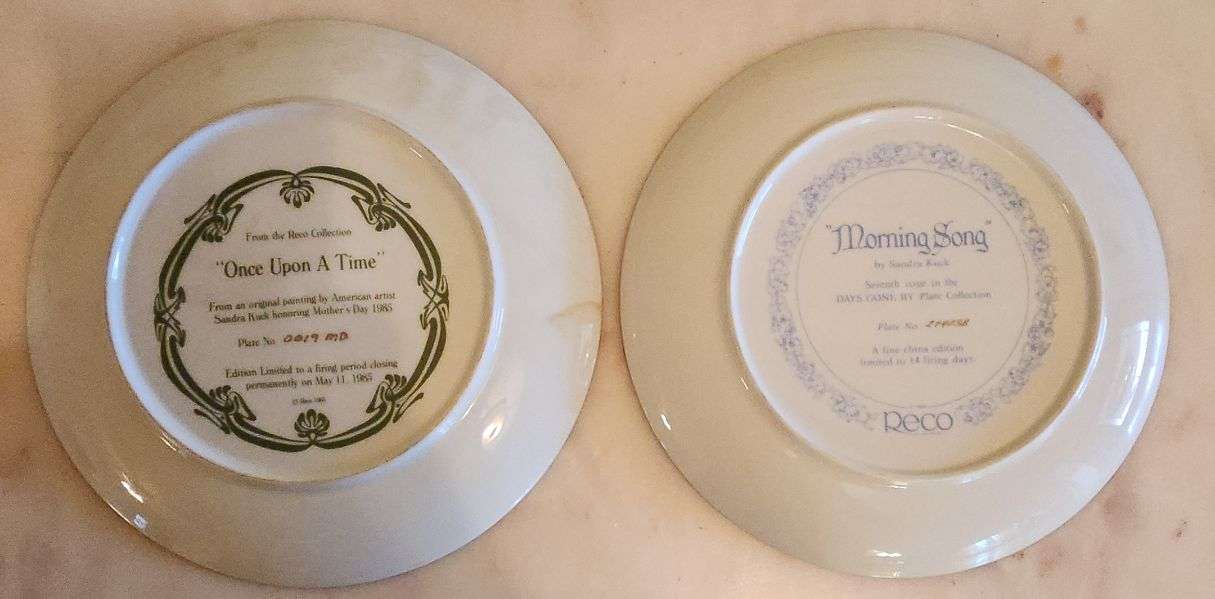 From the Reco Collection
"Once Upon A Time"
From an original painting by American artist
Sandra Kuck honoring Mother's Day 1985
Plate No. 0019 MD
Edition Limited to a firing period closing
permanently on May 11, 1985
"Morning Song"
by Sandra Kuck
Seventh issue in the
DAYS GONE BY Plate Collection
Plate No.
A fine china edition
limited to 14 firing days
Reco